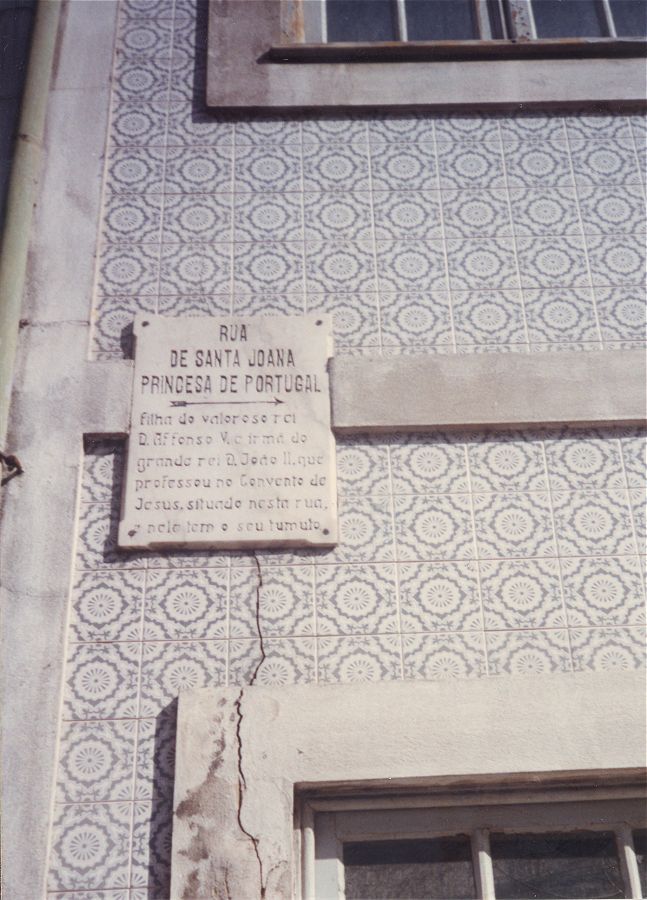 RUA
DE SANTA JOANA
PRINCESA DE PORTUGAL
filha do valoroso rei
D. Affonso V. e irmã do
grande rei D. João II, que
professou no Convento de
Jesus, situado nesta rua,
e nele tem o seu tumulo.